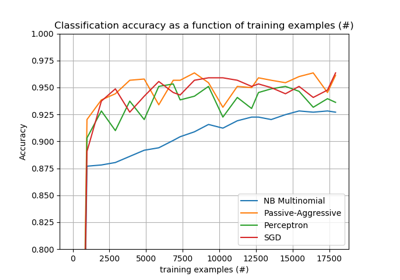 Classification accuracy as a function of training examples (#)
1.000
0.975
0.950
0.925
0.900
0.875
0.850
0.825
0.800
Accuracy
NB Multinomial
Passive-Aggressive
Perceptron
SGD
0 2500 5000 7500 10000 12500 15000 17500
training examples (#)